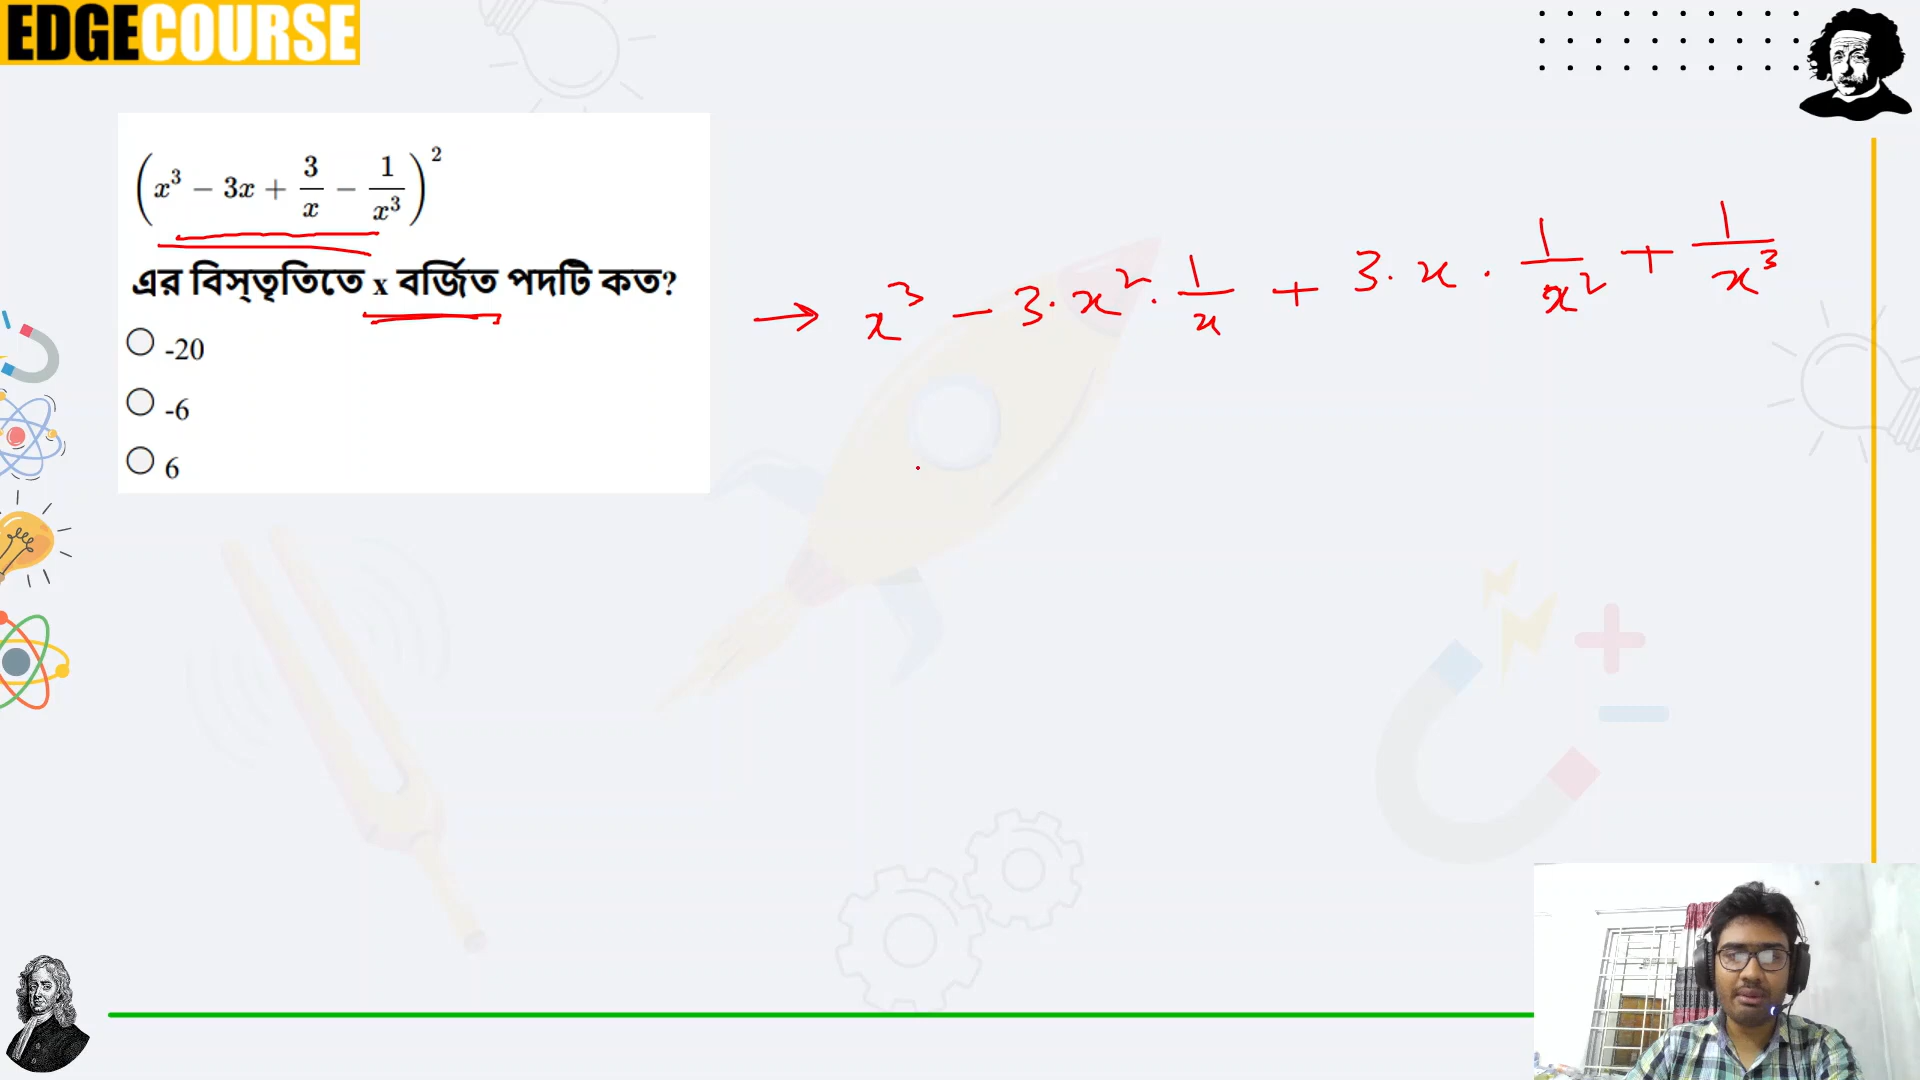 EDGECOURSE
(x³ − 3x + 3/x − 1/x³)²
এর বিস্তৃতিতে x বর্জিত পদটি কত?
-20
-6
6
→ x³ − 3·x²·1/x + 3·x·1/x² + 1/x³